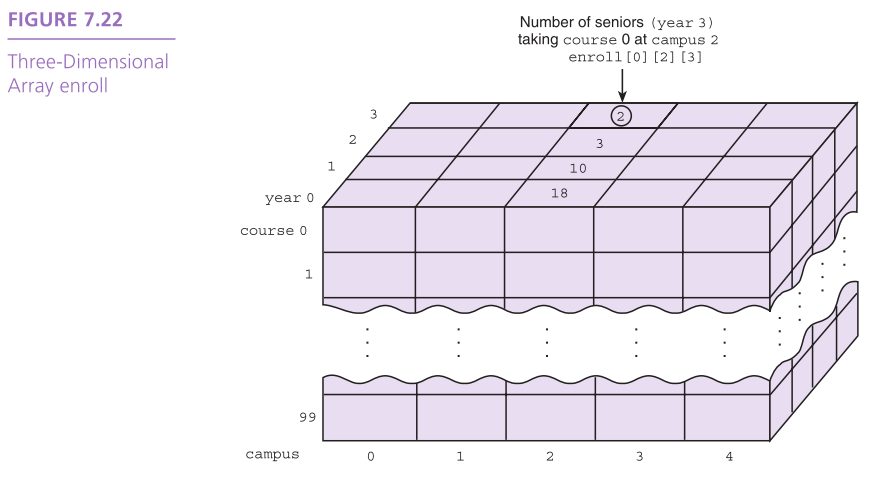 FIGURE 7.22
Three-Dimensional
Array enroll
Number of seniors (year 3)
taking course 0 at campus 2
enroll[0][2][3]
3
2
2
3
1
10
year 0
18
course 0
1
99
campus
0 1 2 3 4